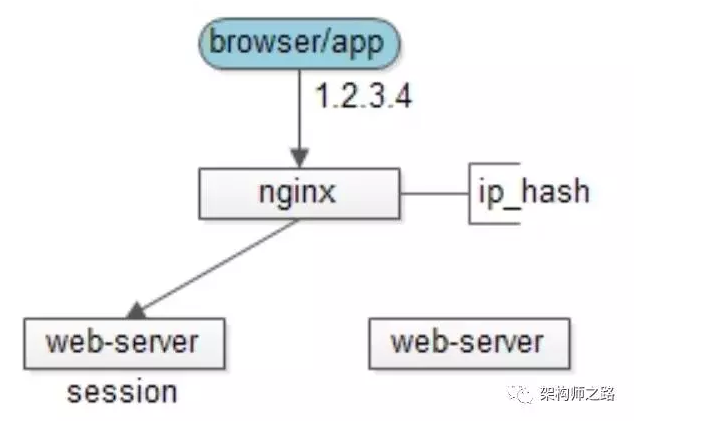 browser/app
1.2.3.4
nginx
ip_hash
web-server
web-server
session
架构师之路